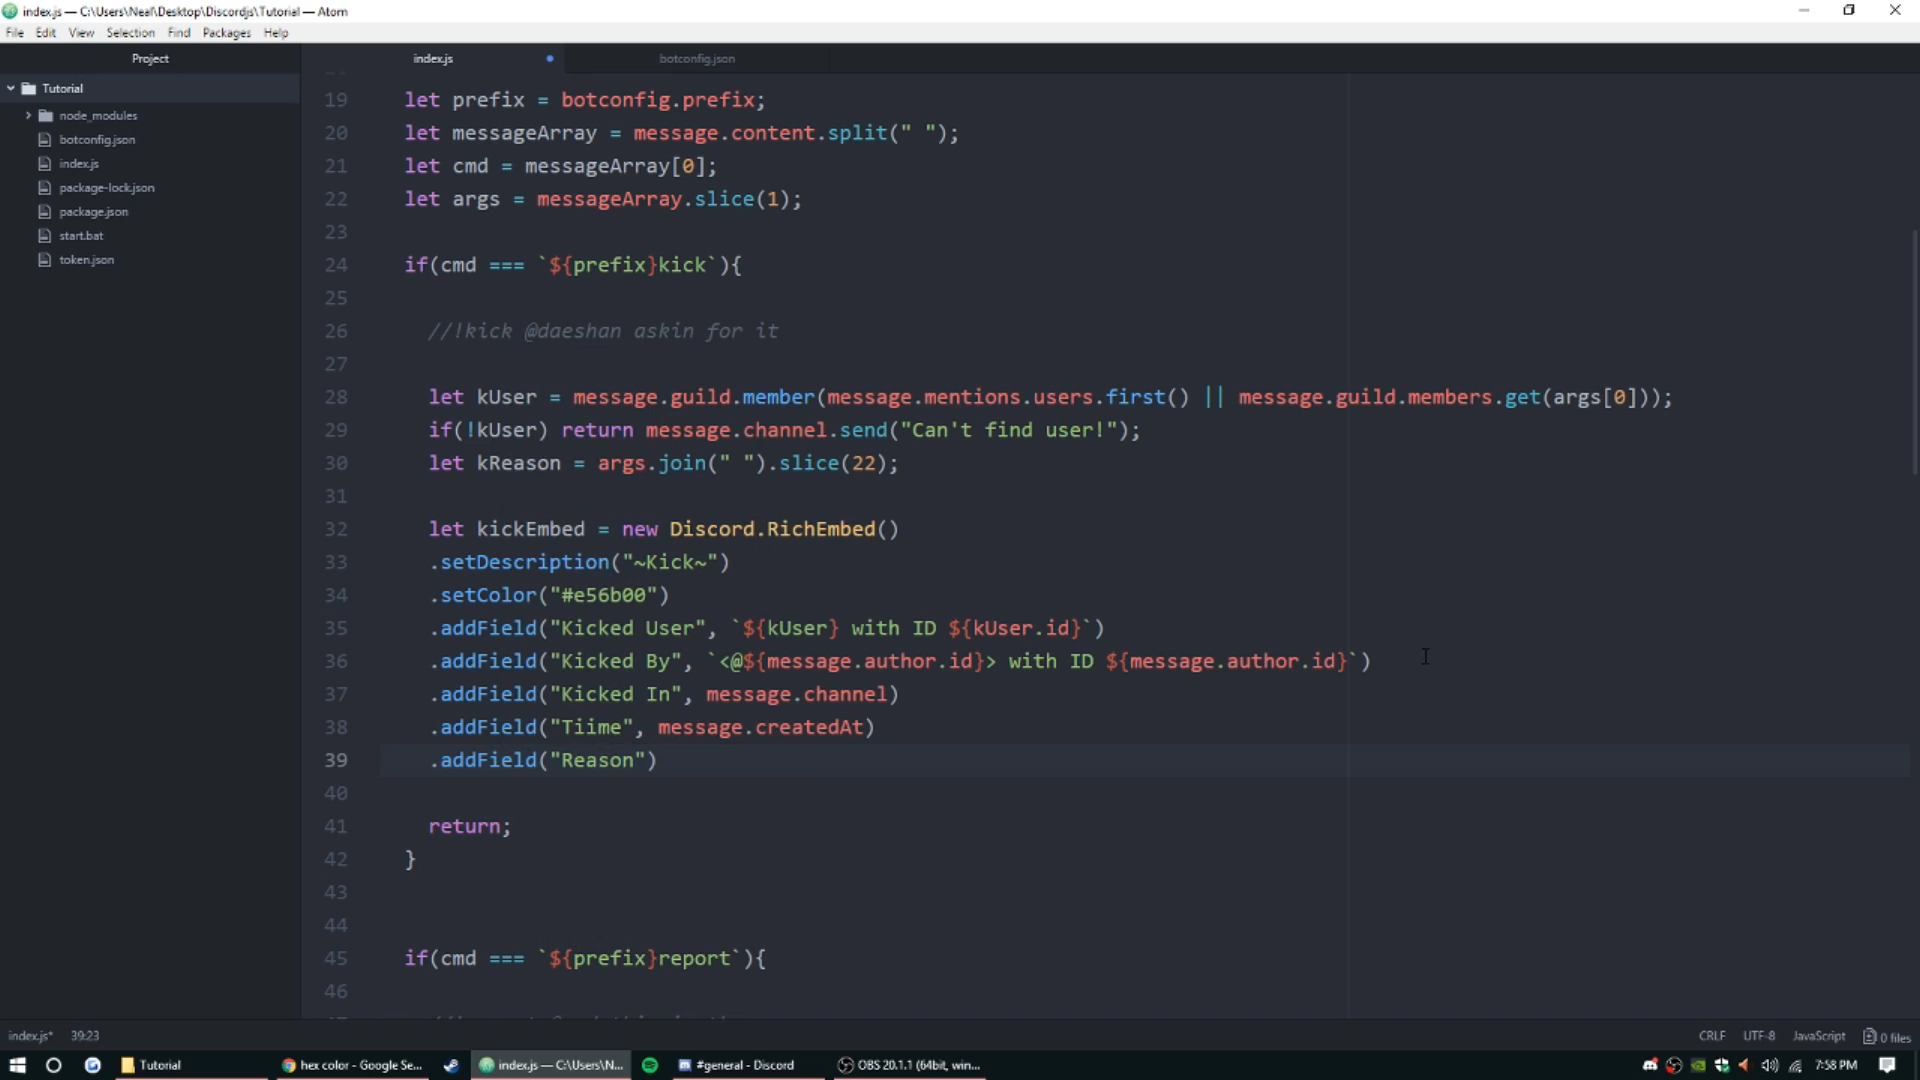 index.js — C:\Users\Neal\Desktop\Discordjs\Tutorial — Atom
File Edit View Selection Find Packages Help
Project
index.js
botconfig.json
Tutorial
node_modules
botconfig.json
index.js
package-lock.json
package.json
start.bat
token.json
19 let prefix = botconfig.prefix;
20 let messageArray = message.content.split(" ");
21 let cmd = messageArray[0];
22 let args = messageArray.slice(1);
23
24 if(cmd === `${prefix}kick`){
25
26 //!kick @daeshan askin for it
27
28 let kUser = message.guild.member(message.mentions.users.first() || message.guild.members.get(args[0]));
29 if(!kUser) return message.channel.send("Can't find user!");
30 let kReason = args.join(" ").slice(22);
31
32 let kickEmbed = new Discord.RichEmbed()
33 .setDescription("~Kick~")
34 .setColor("#e56b00")
35 .addField("Kicked User", `${kUser} with ID ${kUser.id}`)
36 .addField("Kicked By", `<@${message.author.id}> with ID ${message.author.id}`)
37 .addField("Kicked In", message.channel)
38 .addField("Tiime", message.createdAt)
39 .addField("Reason")
40
41 return;
42 }
43
44
45 if(cmd === `${prefix}report`){
46
index.js* 39:23 CRLF UTF-8 JavaScript 0 files
Tutorial hex color - Google Se... index.js — C:\Users\N... #general - Discord OBS 20.1.1 (64bit, win... 7:58 PM